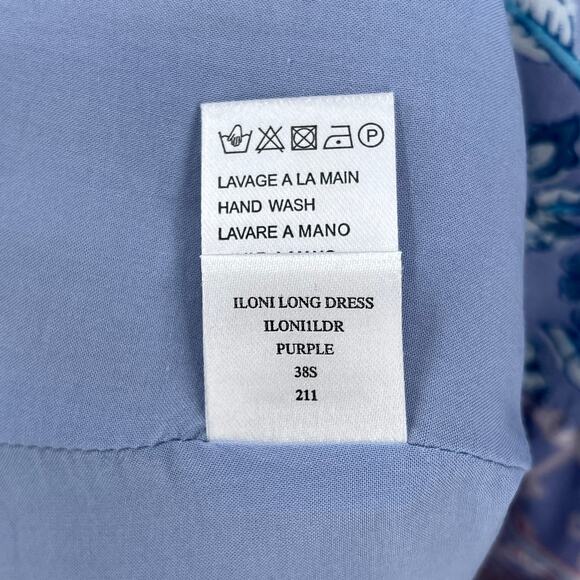 P
LAVAGE A LA MAIN
HAND WASH
LAVARE A MANO
ILONI LONG DRESS
ILONI1LDR
PURPLE
38S
211